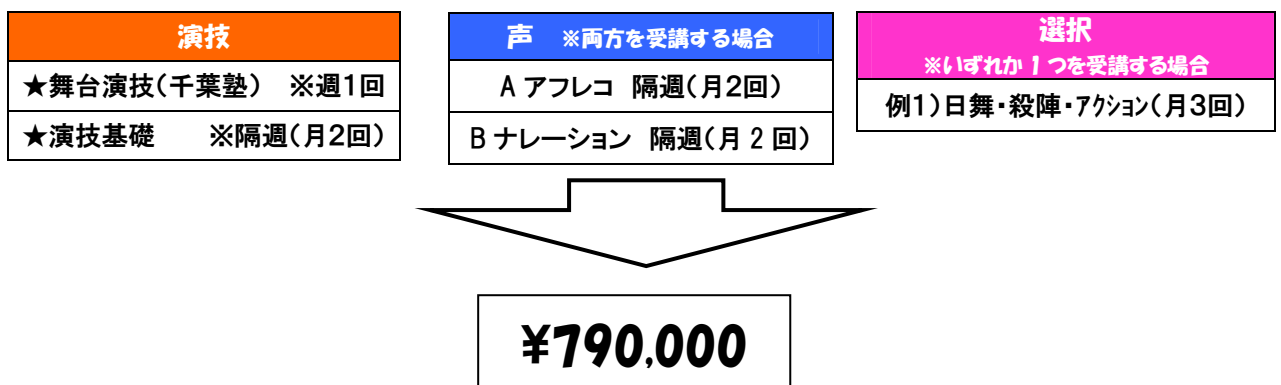 演技
★舞台演技(千葉塾) ※週1回
★演技基礎 ※隔週(月2回)
声 ※両方を受講する場合
A アフレコ 隔週(月2回)
B ナレーション 隔週(月2回)
選択
※いずれか1つを受講する場合
例1)日舞・殺陣・アクション(月3回)
¥790,000